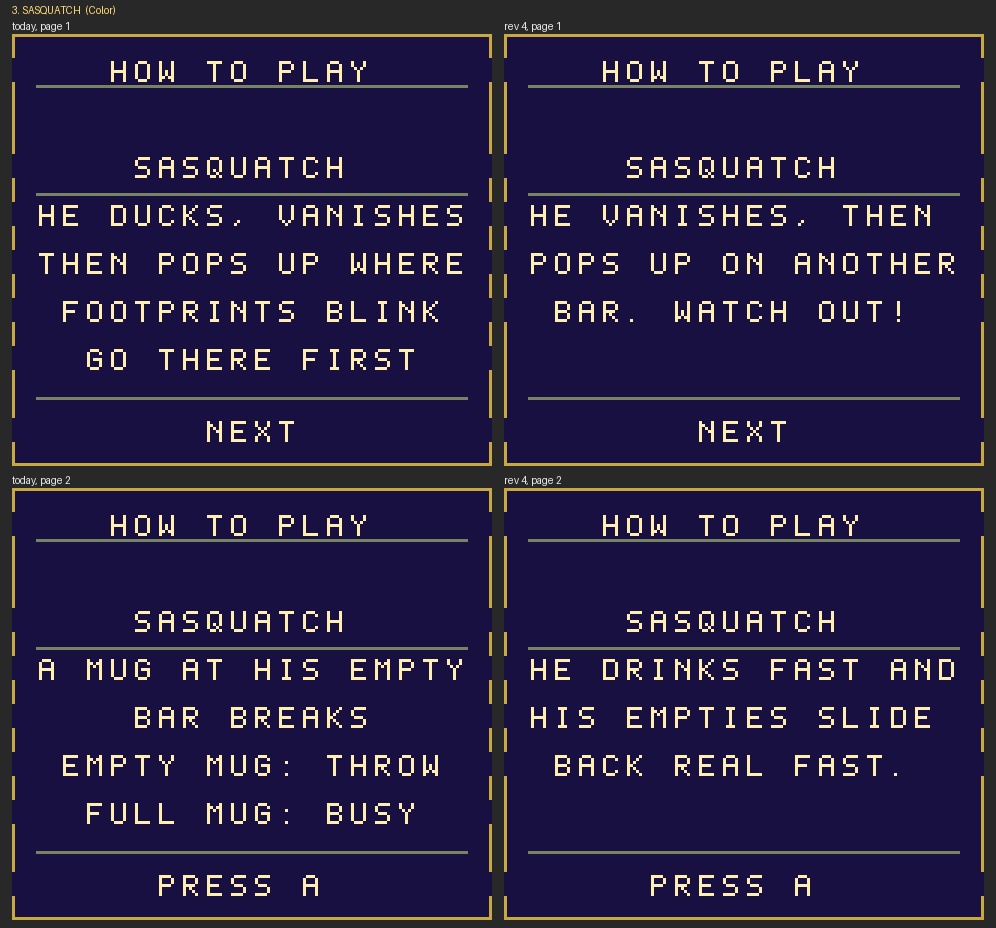 3. SASQUATCH (Color)
today, page 1
HOW TO PLAY
SASQUATCH
HE DUCKS, VANISHES
THEN POPS UP WHERE
FOOTPRINTS BLINK
GO THERE FIRST
NEXT
rev 4, page 1
HOW TO PLAY
SASQUATCH
HE VANISHES, THEN
POPS UP ON ANOTHER
BAR. WATCH OUT!
NEXT
today, page 2
HOW TO PLAY
SASQUATCH
A MUG AT HIS EMPTY
BAR BREAKS
EMPTY MUG: THROW
FULL MUG: BUSY
PRESS A
rev 4, page 2
HOW TO PLAY
SASQUATCH
HE DRINKS FAST AND
HIS EMPTIES SLIDE
BACK REAL FAST.
PRESS A